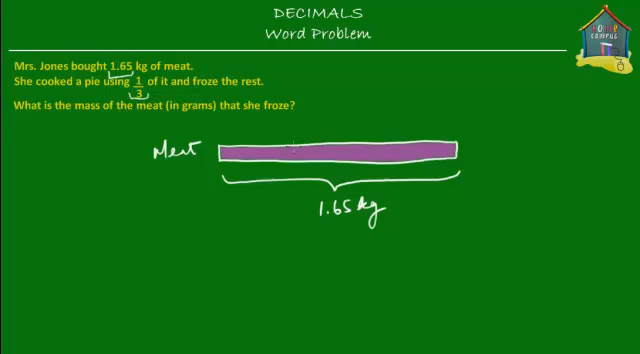 DECIMALS
Word Problem
Home
Campus
Mrs. Jones bought 1.65 kg of meat.
She cooked a pie using 1/3 of it and froze the rest.
What is the mass of the meat (in grams) that she froze?
Meat
1.65 kg